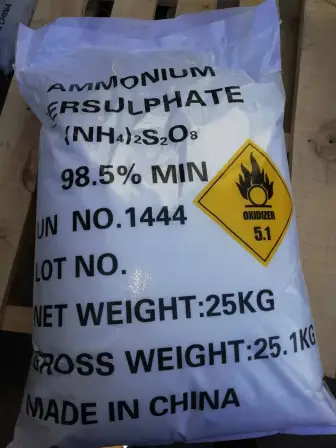 AMMONIUM
ERSULPHATE
(NH₄)₂S₂O₈
98.5% MIN
OXIDIZER
5.1
UN NO.1444
LOT NO.
NET WEIGHT:25KG
GROSS WEIGHT:25.1KG
MADE IN CHINA